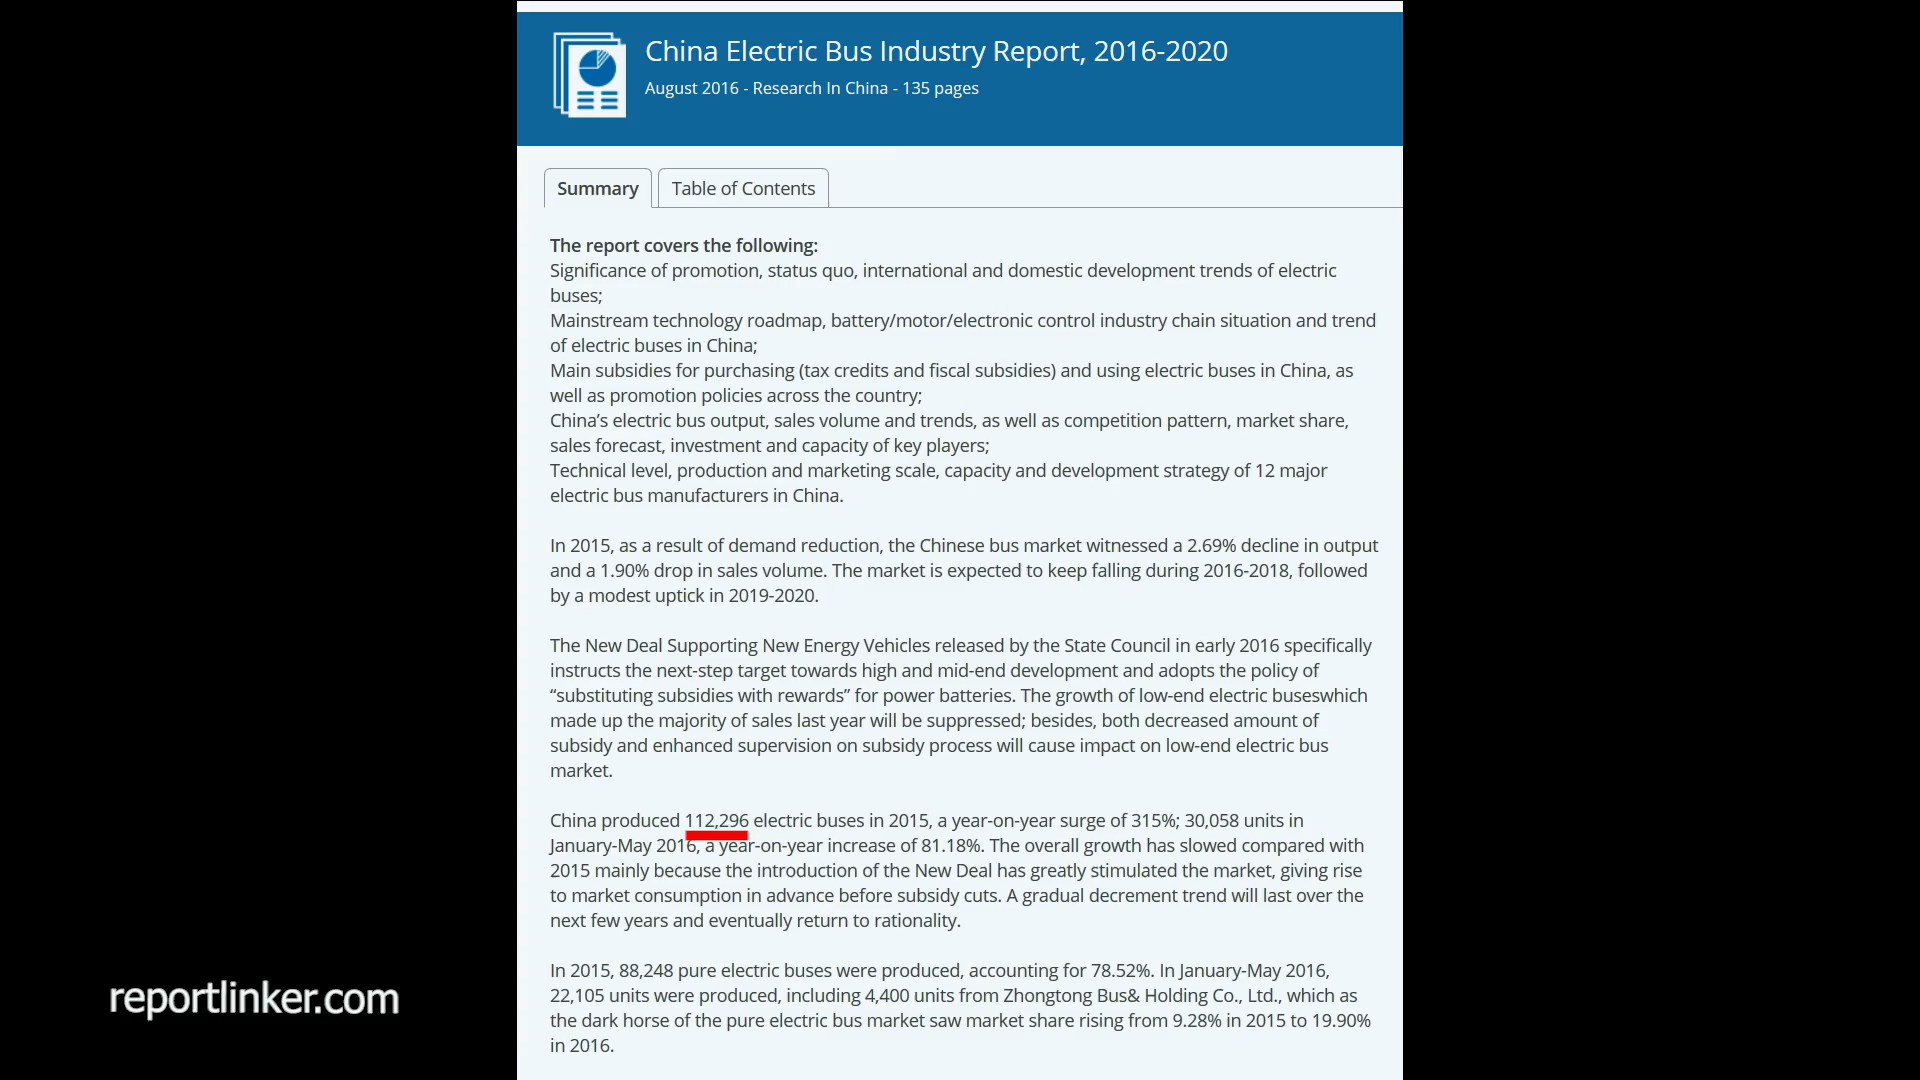 China Electric Bus Industry Report, 2016-2020
August 2016 - Research In China - 135 pages
Summary
Table of Contents
The report covers the following:
Significance of promotion, status quo, international and domestic development trends of electric
buses;
Mainstream technology roadmap, battery/motor/electronic control industry chain situation and trend
of electric buses in China;
Main subsidies for purchasing (tax credits and fiscal subsidies) and using electric buses in China, as
well as promotion policies across the country;
China’s electric bus output, sales volume and trends, as well as competition pattern, market share,
sales forecast, investment and capacity of key players;
Technical level, production and marketing scale, capacity and development strategy of 12 major
electric bus manufacturers in China.
In 2015, as a result of demand reduction, the Chinese bus market witnessed a 2.69% decline in output
and a 1.90% drop in sales volume. The market is expected to keep falling during 2016-2018, followed
by a modest uptick in 2019-2020.
The New Deal Supporting New Energy Vehicles released by the State Council in early 2016 specifically
instructs the next-step target towards high and mid-end development and adopts the policy of
“substituting subsidies with rewards” for power batteries. The growth of low-end electric buseswhich
made up the majority of sales last year will be suppressed; besides, both decreased amount of
subsidy and enhanced supervision on subsidy process will cause impact on low-end electric bus
market.
China produced 112,296 electric buses in 2015, a year-on-year surge of 315%; 30,058 units in
January-May 2016, a year-on-year increase of 81.18%. The overall growth has slowed compared with
2015 mainly because the introduction of the New Deal has greatly stimulated the market, giving rise
to market consumption in advance before subsidy cuts. A gradual decrement trend will last over the
next few years and eventually return to rationality.
In 2015, 88,248 pure electric buses were produced, accounting for 78.52%. In January-May 2016,
22,105 units were produced, including 4,400 units from Zhongtong Bus& Holding Co., Ltd., which as
the dark horse of the pure electric bus market saw market share rising from 9.28% in 2015 to 19.90%
in 2016.
reportlinker.com